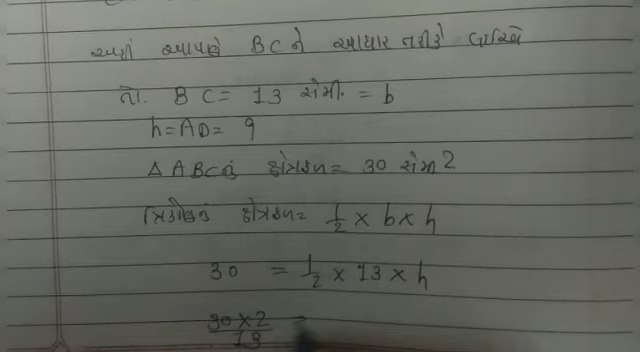 અહીં આપણે BC ને આધાર તરીકે લઈએ
તો. BC = 13 સેમી. = b
h = AD = ?
Δ ABC નું ક્ષેત્રફળ = 30 સેમી 2
ત્રિકોણનું ક્ષેત્રફળ = 1/2 × b × h
30 = 1/2 × 13 × h
30×2/13 =